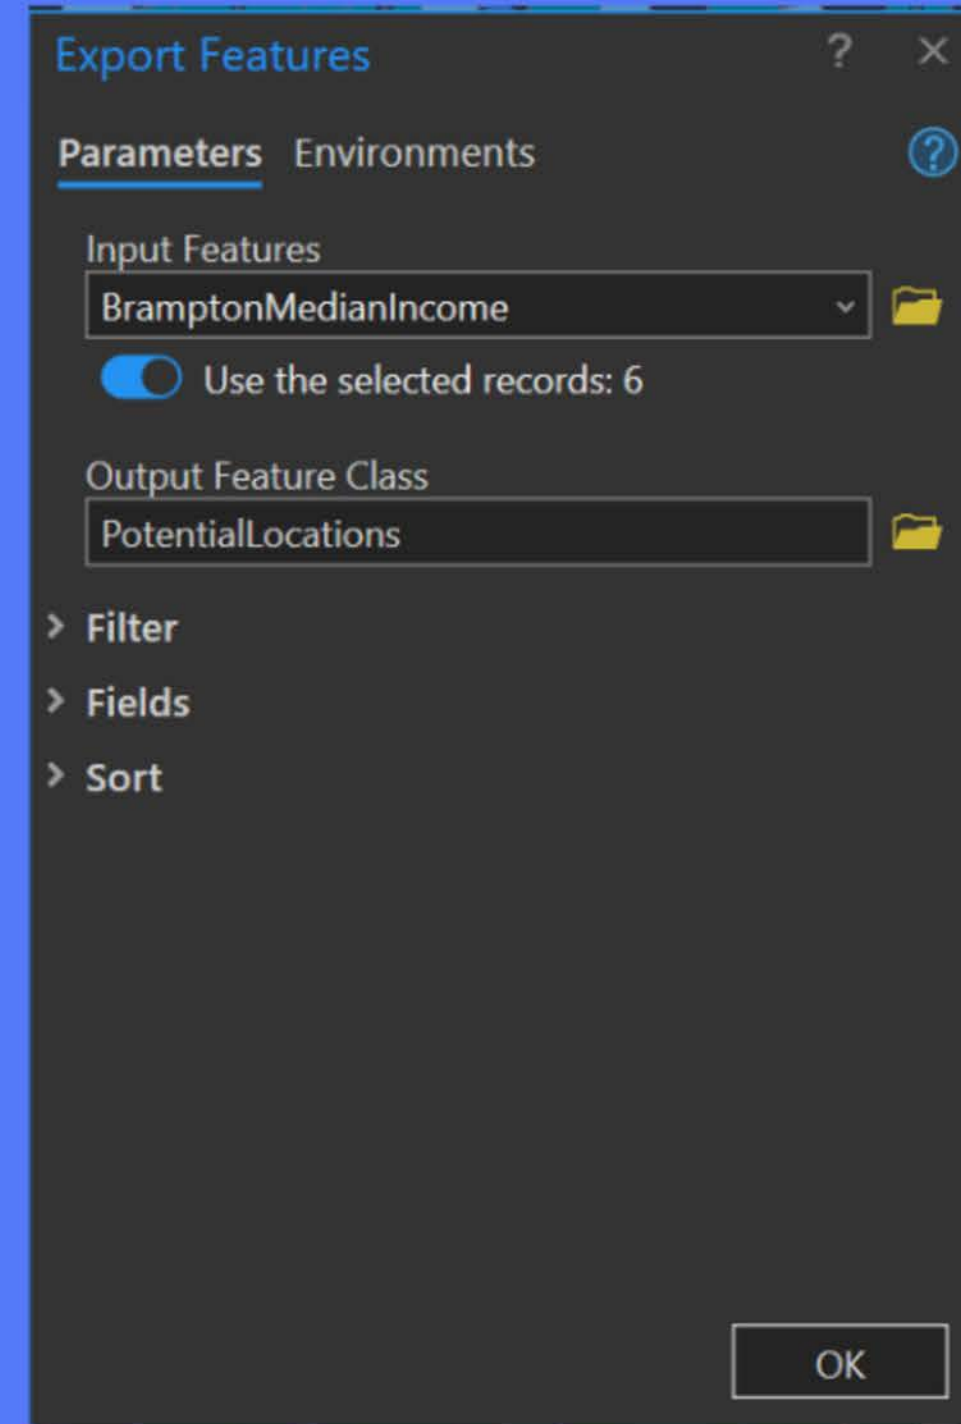 Export Features ? ×
Parameters Environments ?
Input Features
BramptonMedianIncome
Use the selected records: 6
Output Feature Class
PotentialLocations
Filter
Fields
Sort
OK